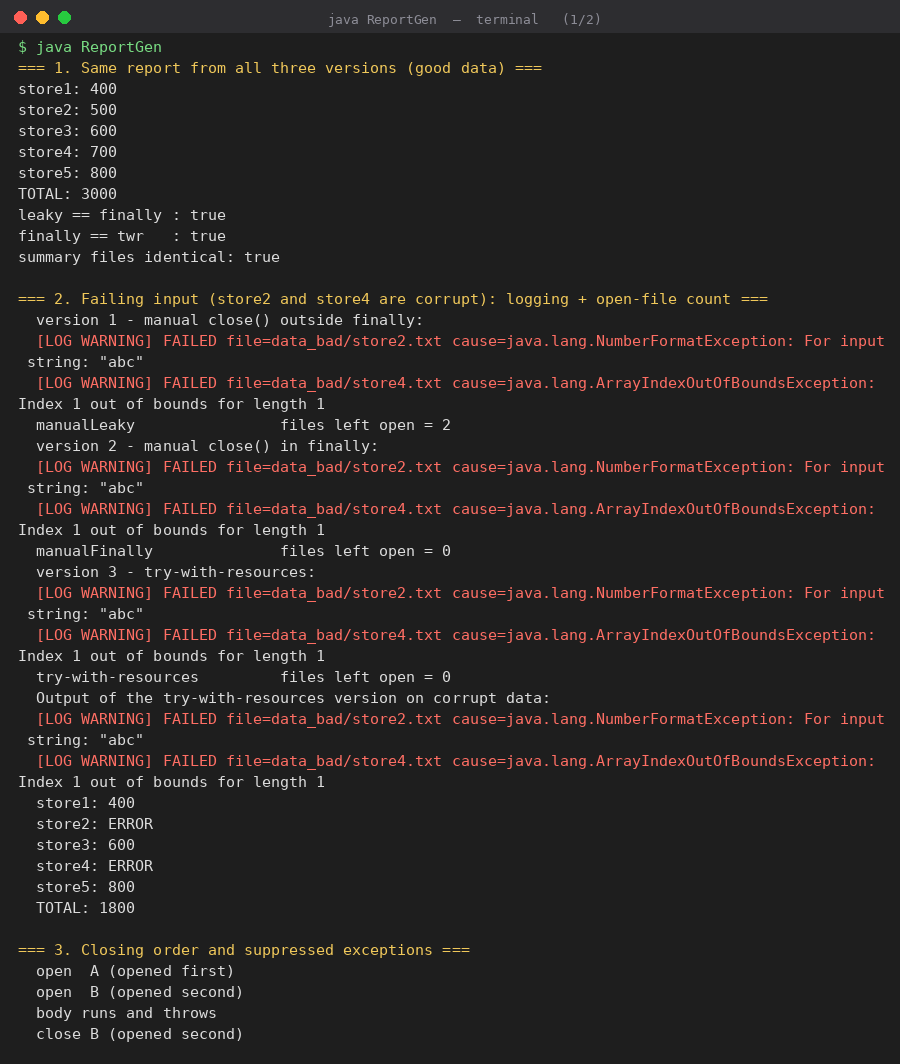 java ReportGen — terminal (1/2)
$ java ReportGen
=== 1. Same report from all three versions (good data) ===
store1: 400
store2: 500
store3: 600
store4: 700
store5: 800
TOTAL: 3000
leaky == finally : true
finally == twr   : true
summary files identical: true

=== 2. Failing input (store2 and store4 are corrupt): logging + open-file count ===
  version 1 - manual close() outside finally:
  [LOG WARNING] FAILED file=data_bad/store2.txt cause=java.lang.NumberFormatException: For input
 string: "abc"
  [LOG WARNING] FAILED file=data_bad/store4.txt cause=java.lang.ArrayIndexOutOfBoundsException:
Index 1 out of bounds for length 1
  manualLeaky                files left open = 2
  version 2 - manual close() in finally:
  [LOG WARNING] FAILED file=data_bad/store2.txt cause=java.lang.NumberFormatException: For input
 string: "abc"
  [LOG WARNING] FAILED file=data_bad/store4.txt cause=java.lang.ArrayIndexOutOfBoundsException:
Index 1 out of bounds for length 1
  manualFinally              files left open = 0
  version 3 - try-with-resources:
  [LOG WARNING] FAILED file=data_bad/store2.txt cause=java.lang.NumberFormatException: For input
 string: "abc"
  [LOG WARNING] FAILED file=data_bad/store4.txt cause=java.lang.ArrayIndexOutOfBoundsException:
Index 1 out of bounds for length 1
  try-with-resources         files left open = 0
  Output of the try-with-resources version on corrupt data:
  [LOG WARNING] FAILED file=data_bad/store2.txt cause=java.lang.NumberFormatException: For input
 string: "abc"
  [LOG WARNING] FAILED file=data_bad/store4.txt cause=java.lang.ArrayIndexOutOfBoundsException:
Index 1 out of bounds for length 1
  store1: 400
  store2: ERROR
  store3: 600
  store4: ERROR
  store5: 800
  TOTAL: 1800

=== 3. Closing order and suppressed exceptions ===
  open  A (opened first)
  open  B (opened second)
  body runs and throws
  close B (opened second)